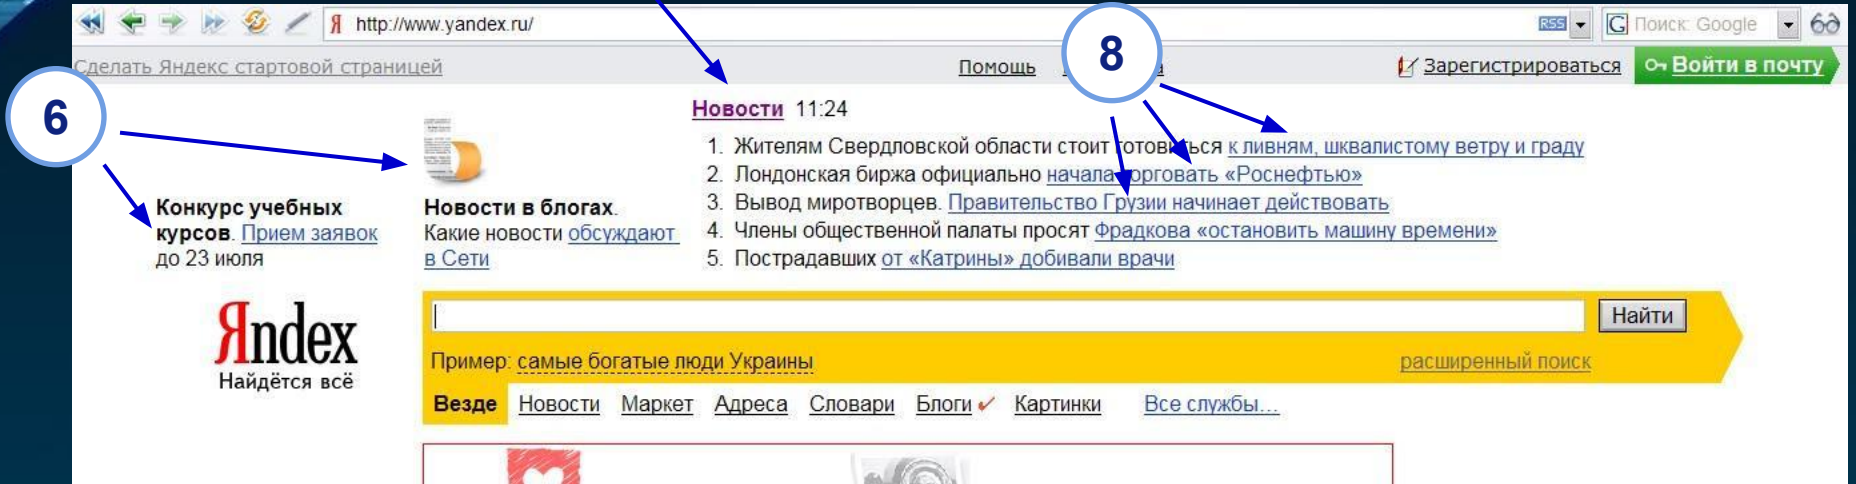 http://www.yandex.ru/
RSS
G Поиск: Google
Сделать Яндекс стартовой страницей
Помощь
8
Зарегистрироваться
Войти в почту
6
Новости 11:24
1. Жителям Свердловской области стоит готовиться к ливням, шквалистому ветру и граду
2. Лондонская биржа официально начала торговать «Роснефтью»
3. Вывод миротворцев. Правительство Грузии начинает действовать
4. Члены общественной палаты просят Фрадкова «остановить машину времени»
5. Пострадавших от «Катрины» добивали врачи
Конкурс учебных
курсов. Прием заявок
до 23 июля
Новости в блогах.
Какие новости обсуждают
в Сети
Яndex
Найдётся всё
Найти
Пример: самые богатые люди Украины
расширенный поиск
Везде Новости Маркет Адреса Словари Блоги Картинки Все службы...